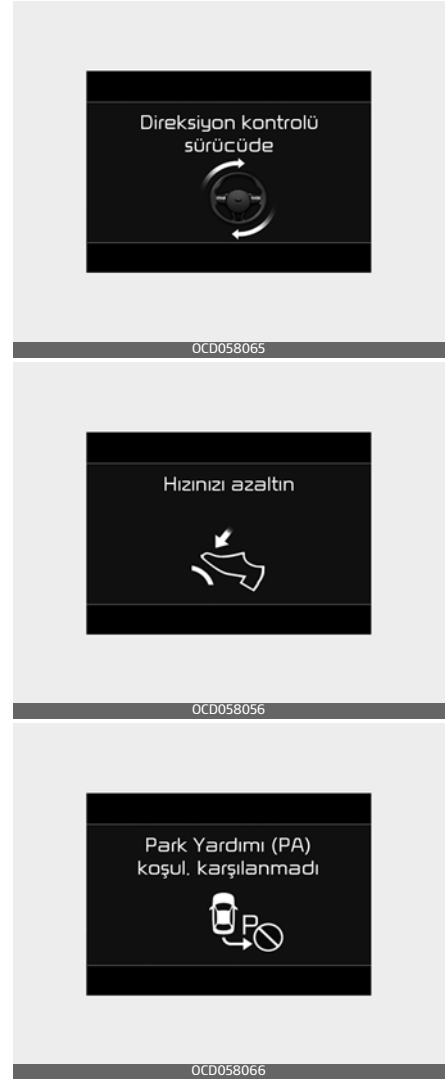 Direksiyon kontrolü
sürücüde
OCD058065
Hızınızı azaltın
OCD058056
Park Yardımı (PA)
koşul. karşılanmadı
P
OCD058066